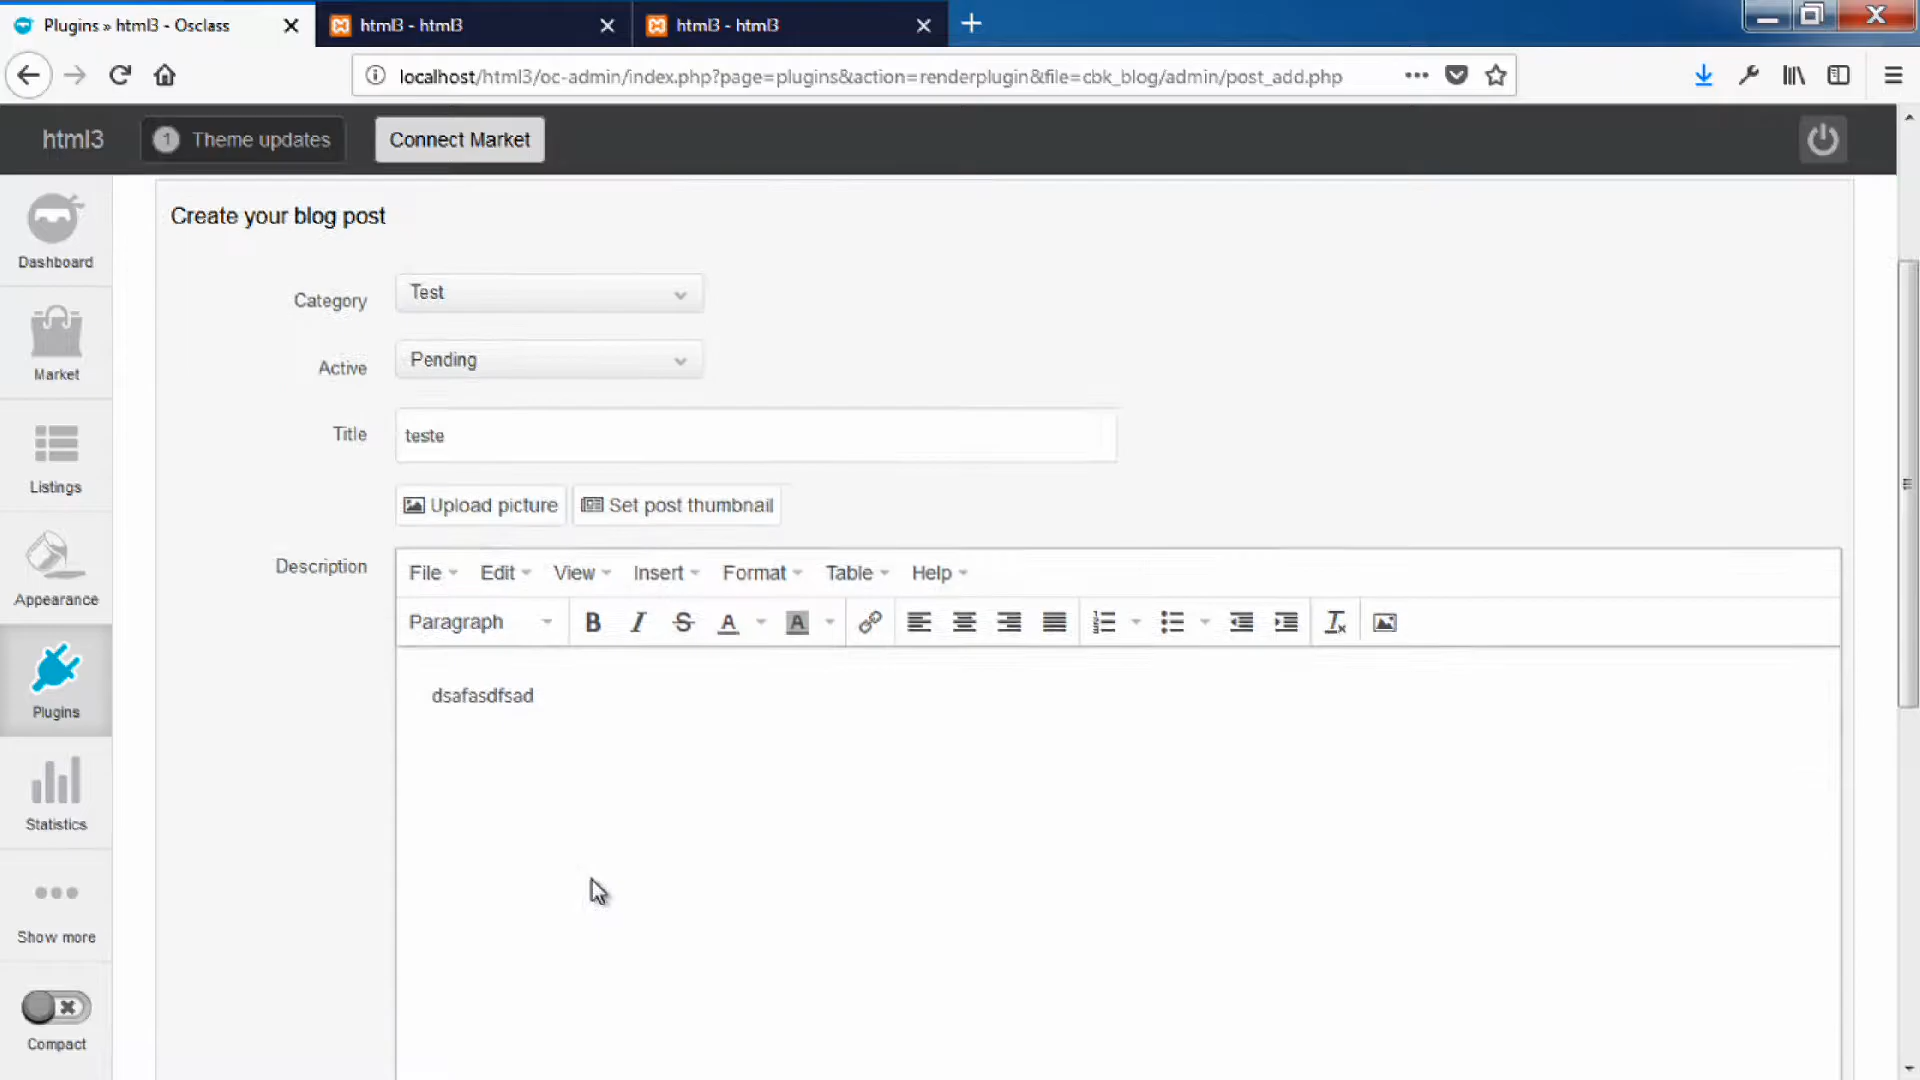 Plugins » html3 - Osclass
html3 - html3
html3 - html3
localhost/html3/oc-admin/index.php?page=plugins&action=renderplugin&file=cbk_blog/admin/post_add.php
html3
1 Theme updates
Connect Market
Dashboard
Market
Listings
Appearance
Plugins
Statistics
Show more
Compact
Create your blog post
Category
Test
Active
Pending
Title
teste
Upload picture
Set post thumbnail
Description
File Edit View Insert Format Table Help
Paragraph
dsafasdfsad